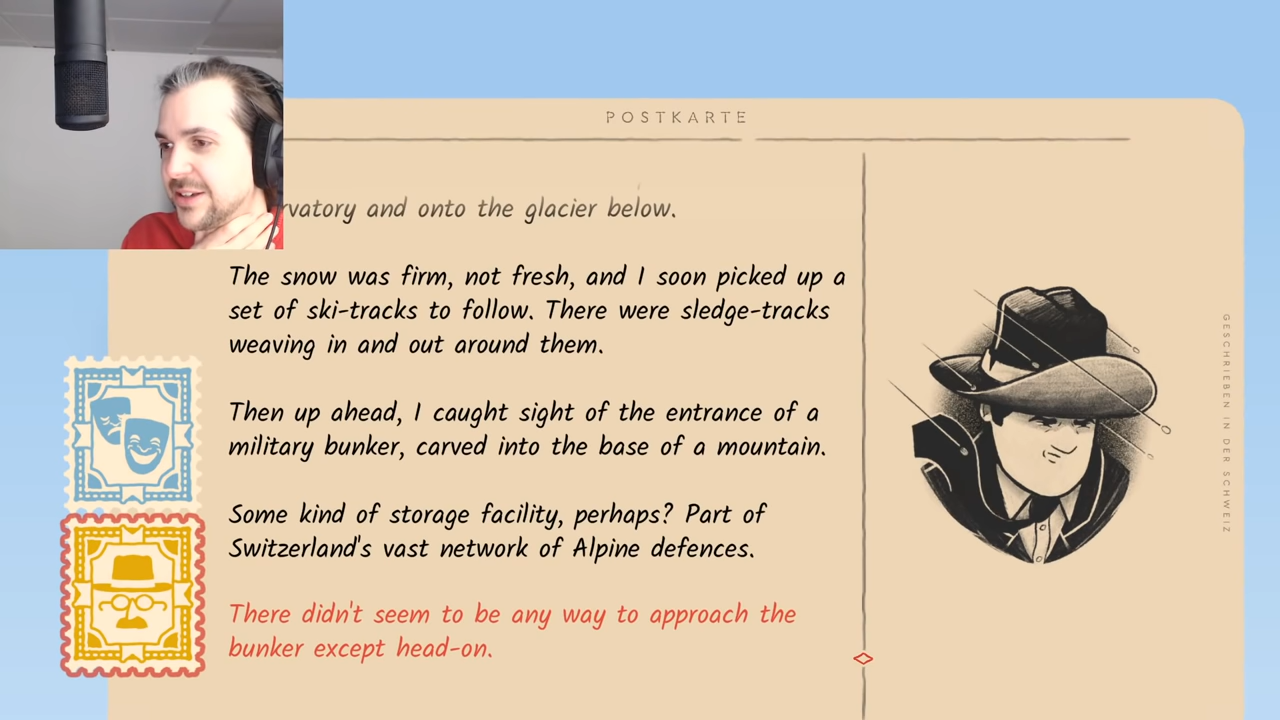 POSTKARTE
rvatory and onto the glacier below.
The snow was firm, not fresh, and I soon picked up a
set of ski-tracks to follow. There were sledge-tracks
weaving in and out around them.
Then up ahead, I caught sight of the entrance of a
military bunker, carved into the base of a mountain.
Some kind of storage facility, perhaps? Part of
Switzerland's vast network of Alpine defences.
There didn't seem to be any way to approach the
bunker except head-on.
GESCHRIEBEN IN DER SCHWEIZ